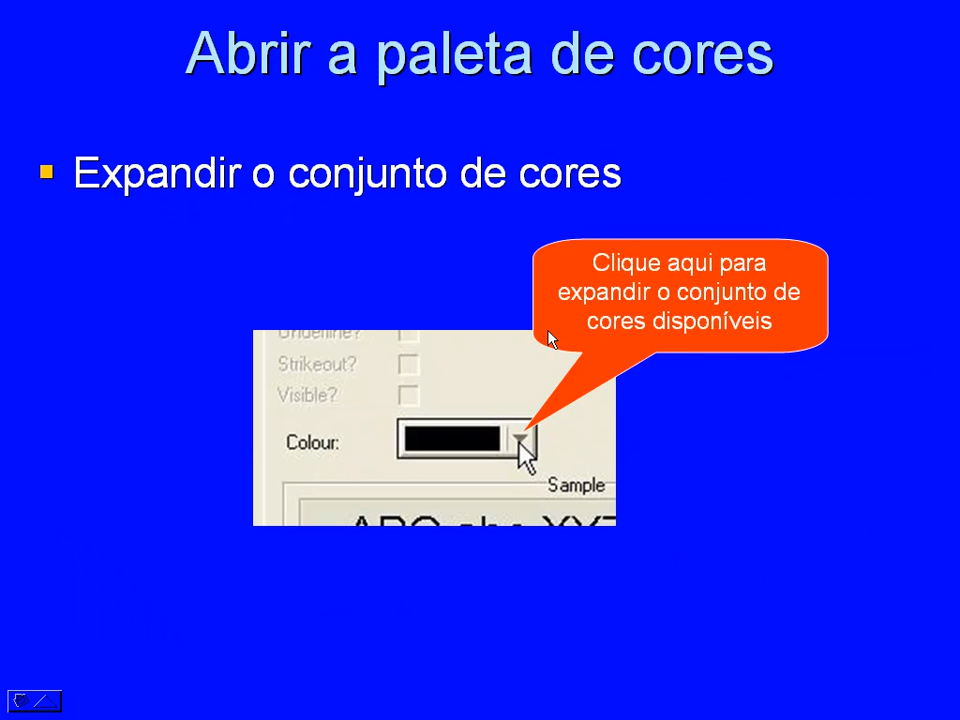 Abrir a paleta de cores
Expandir o conjunto de cores
Clique aqui para
expandir o conjunto de
cores disponíveis
Underline?
Strikeout?
Visible?
Colour:
Sample